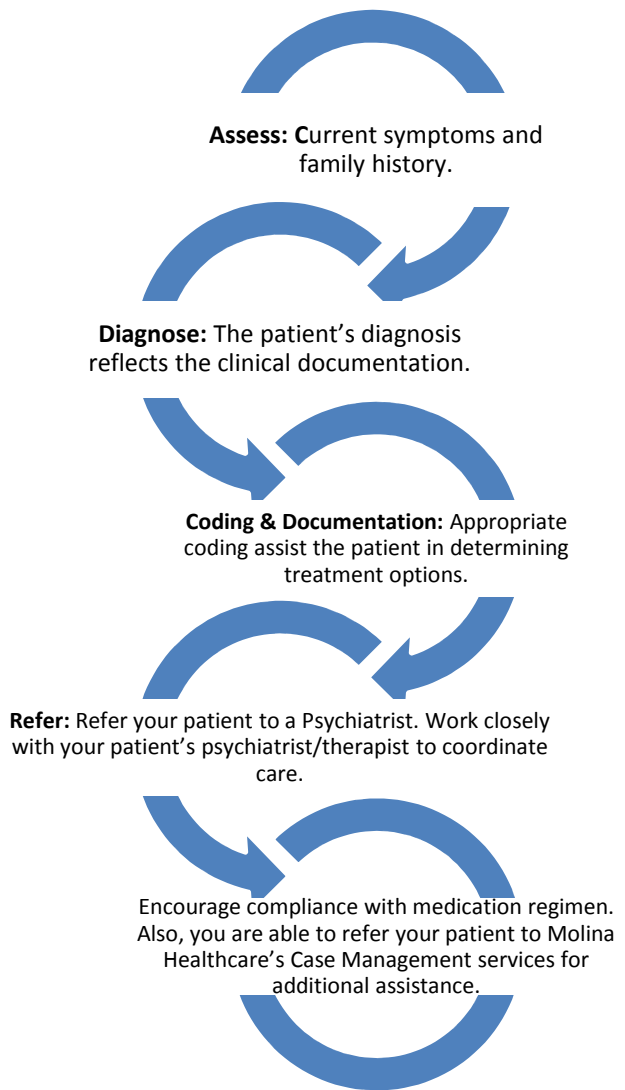 Assess: Current symptoms and
family history.
Diagnose: The patient’s diagnosis
reflects the clinical documentation.
Coding & Documentation: Appropriate
coding assist the patient in determining
treatment options.
Refer: Refer your patient to a Psychiatrist. Work closely
with your patient’s psychiatrist/therapist to coordinate
care.
Encourage compliance with medication regimen.
Also, you are able to refer your patient to Molina
Healthcare’s Case Management services for
additional assistance.